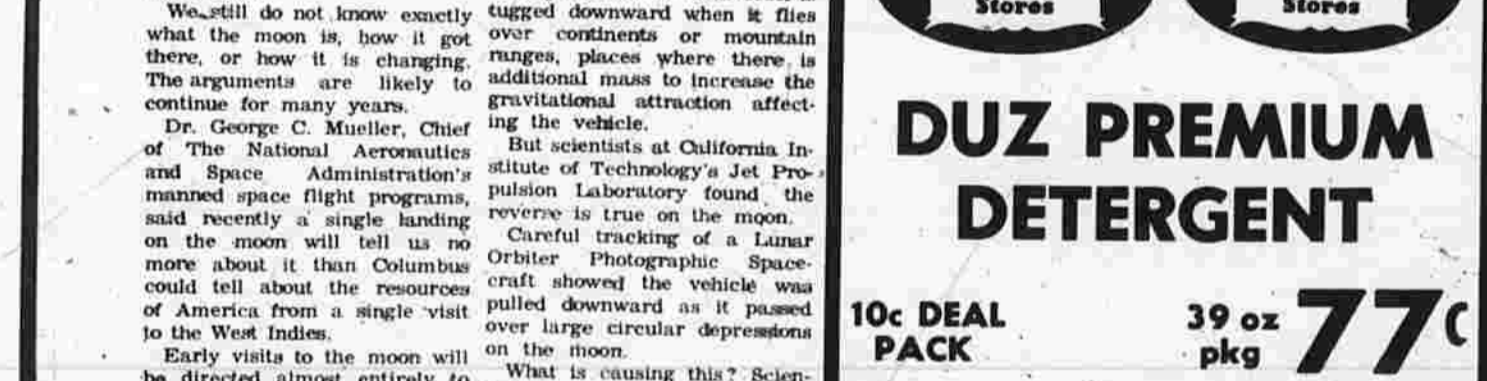 We still do not know exactly
what the moon is, how it got
there, or how it is changing.
The arguments are likely to
continue for many years.
Dr. George C. Mueller, Chief
of The National Aeronautics
and Space Administration's
manned space flight programs,
said recently a single landing
on the moon will tell us no
more about it than Columbus
could tell about the resources
of America from a single visit
to the West Indies.
Early visits to the moon will
be directed almost entirely to
tugged downward when it flies
over continents or mountain
ranges, places where there is
additional mass to increase the
gravitational attraction affect-
ing the vehicle.
But scientists at California In-
stitute of Technology's Jet Pro-
pulsion Laboratory found the
reverse is true on the moon.
Careful tracking of a Lunar
Orbiter Photographic Space-
craft showed the vehicle was
pulled downward as it passed
over large circular depressions
on the moon.
What is causing this? Scien-
Stores
Stores
DUZ PREMIUM
DETERGENT
10c DEAL
PACK
39 oz
pkg
77c